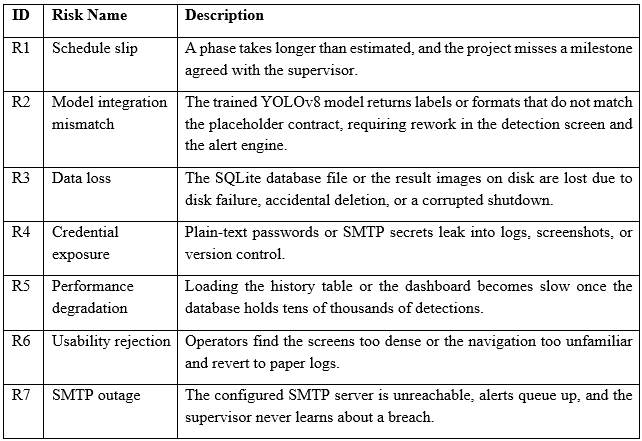 ID Risk Name Description
R1 Schedule slip A phase takes longer than estimated, and the project misses a milestone
agreed with the supervisor.
R2 Model integration The trained YOLOv8 model returns labels or formats that do not match
mismatch the placeholder contract, requiring rework in the detection screen and
the alert engine.
R3 Data loss The SQLite database file or the result images on disk are lost due to
disk failure, accidental deletion, or a corrupted shutdown.
R4 Credential Plain-text passwords or SMTP secrets leak into logs, screenshots, or
exposure version control.
R5 Performance Loading the history table or the dashboard becomes slow once the
degradation database holds tens of thousands of detections.
R6 Usability rejection Operators find the screens too dense or the navigation too unfamiliar
and revert to paper logs.
R7 SMTP outage The configured SMTP server is unreachable, alerts queue up, and the
supervisor never learns about a breach.